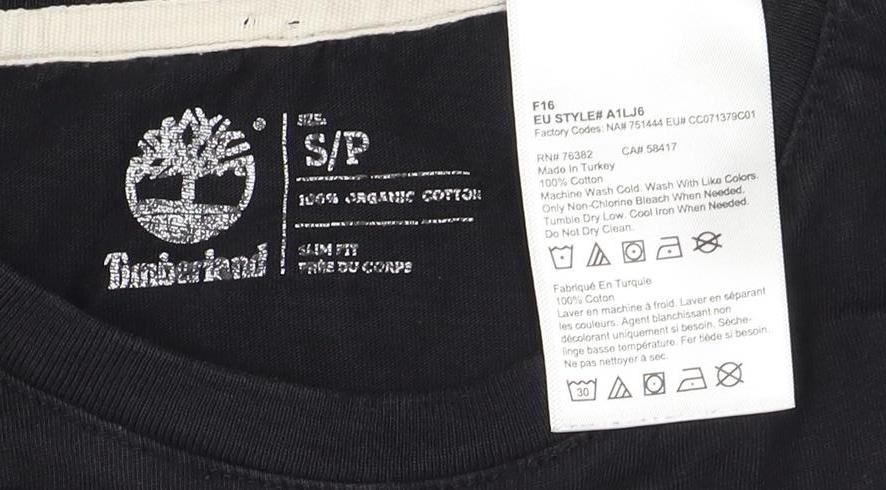 Timberland
®
SIZE
S/P
100% ORGANIC COTTON
SLIM FIT
PRÈS DU CORPS
F16
EU STYLE# A1LJ6
Factory Codes: NA# 751444 EU# CC071379C01
RN# 76382 CA# 58417
Made In Turkey
100% Cotton
Machine Wash Cold. Wash With Like Colors.
Only Non-Chlorine Bleach When Needed.
Tumble Dry Low. Cool Iron When Needed.
Do Not Dry Clean.
Fabriqué En Turquie
100% Coton
Laver en machine à froid. Laver en séparant
les couleurs. Agent blanchissant non
décolorant uniquement si besoin. Sèche-
linge basse température. Fer tiède si besoin.
Ne pas nettoyer à sec.
30